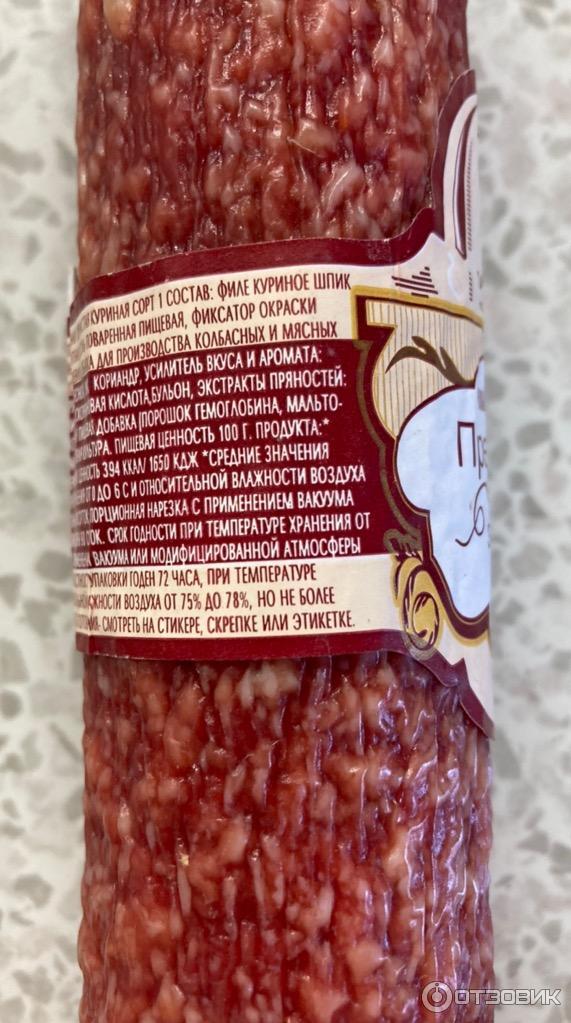 КУРИНАЯ СОРТ 1 СОСТАВ: ФИЛЕ КУРИНОЕ ШПИК
ПОВАРЕННАЯ ПИЩЕВАЯ, ФИКСАТОР ОКРАСКИ
ДЛЯ ПРОИЗВОДСТВА КОЛБАСНЫХ И МЯСНЫХ
КОРИАНДР, УСИЛИТЕЛЬ ВКУСА И АРОМАТА:
КИСЛОТА,БУЛЬОН, ЭКСТРАКТЫ ПРЯНОСТЕЙ:
ДОБАВКА (ПОРОШОК ГЕМОГЛОБИНА, МАЛЬТО-
ПИЩЕВАЯ ЦЕННОСТЬ 100 Г. ПРОДУКТА:*
394 ККАЛ/ 1650 КДЖ *СРЕДНИЕ ЗНАЧЕНИЯ
ОТ 0 ДО +6 С И ОТНОСИТЕЛЬНОЙ ВЛАЖНОСТИ ВОЗДУХА
ПОРЦИОННАЯ НАРЕЗКА С ПРИМЕНЕНИЕМ ВАКУУМА
СРОК ГОДНОСТИ ПРИ ТЕМПЕРАТУРЕ ХРАНЕНИЯ ОТ
ВАКУУМА ИЛИ МОДИФИЦИРОВАННОЙ АТМОСФЕРЫ
УПАКОВКИ ГОДЕН 72 ЧАСА, ПРИ ТЕМПЕРАТУРЕ
ВОЗДУХА ОТ 75% ДО 78%, НО НЕ БОЛЕЕ
СМОТРЕТЬ НА СТИКЕРЕ, СКРЕПКЕ ИЛИ ЭТИКЕТКЕ.
Пре
ОТЗОВИК